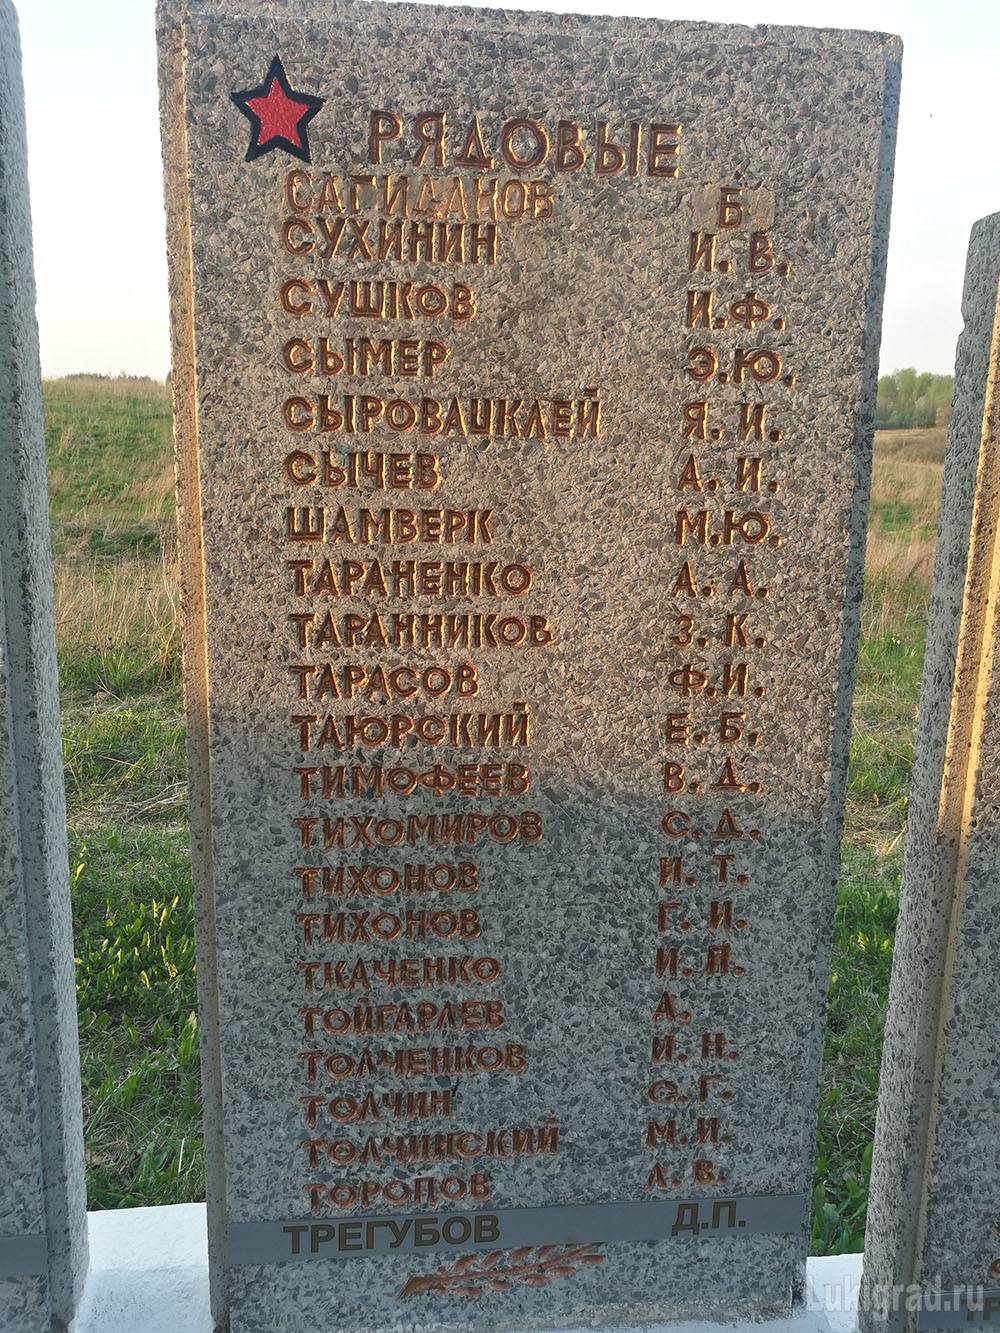 РЯДОВЫЕ
САГИДАНОВ Б
СУХИНИН И. В.
СУШКОВ И.Ф.
СЫМЕР Э.Ю.
СЫРОВАЦКЛЕЙ Я. И.
СЫЧЕВ А. И.
ШАМВЕРК М.Ю.
ТАРАНЕНКО А. А.
ТАРАННИКОВ З. К.
ТАРАСОВ Ф.И.
ТАЮРСКИЙ Е. Б.
ТИМОФЕЕВ В. Д.
ТИХОМИРОВ С. Д.
ТИХОНОВ И. Т.
ТИХОНОВ Г. И.
ТКАЧЕНКО И. П.
ТОЙГАРЛЕВ А.
ТОЛЧЕНКОВ И. Н.
ТОЛЧИН С. Г.
ТОЛЧИНСКИЙ М. И.
ТОРОПОВ Л. В.
ТРЕГУБОВ Д.П.
Lukigrad.ru